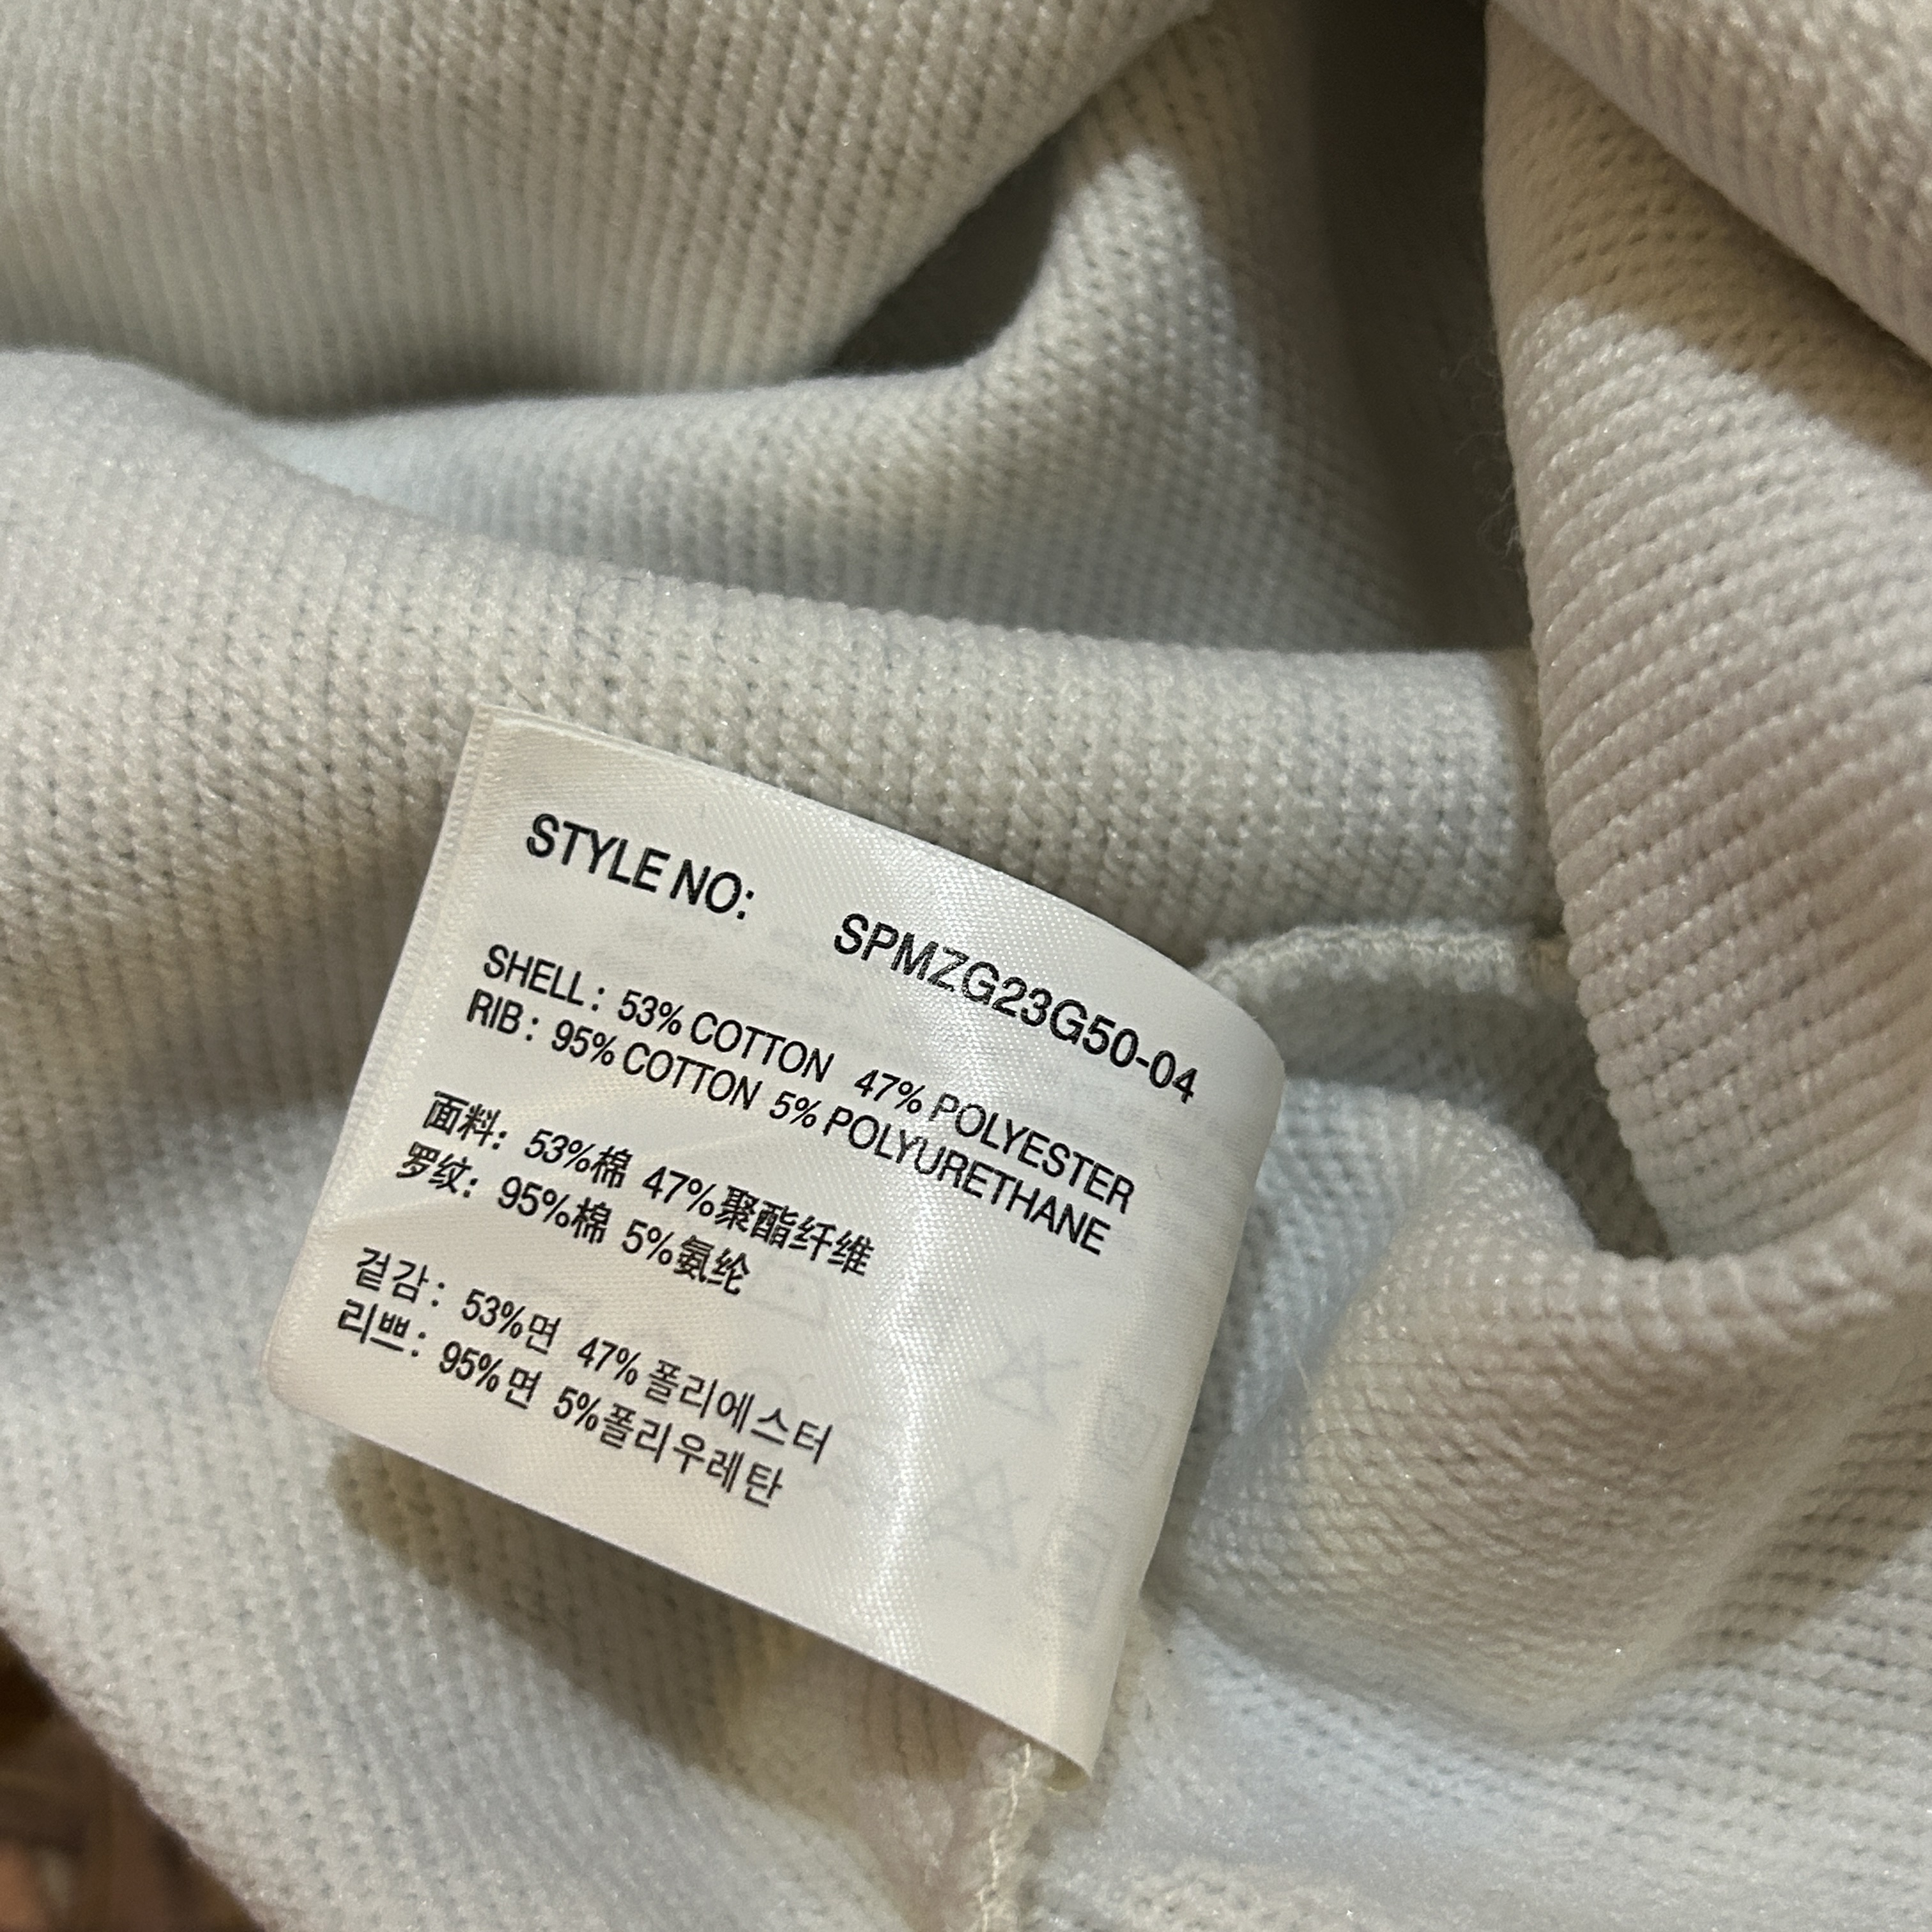 STYLE NO: SPMZG23G50-04
SHELL: 53% COTTON 47% POLYESTER
RIB: 95% COTTON 5% POLYURETHANE
面料: 53%棉 47%聚酯纤维
罗纹: 95%棉 5%氨纶
겉감: 53%면 47%폴리에스터
리쁘: 95%면 5%폴리우레탄